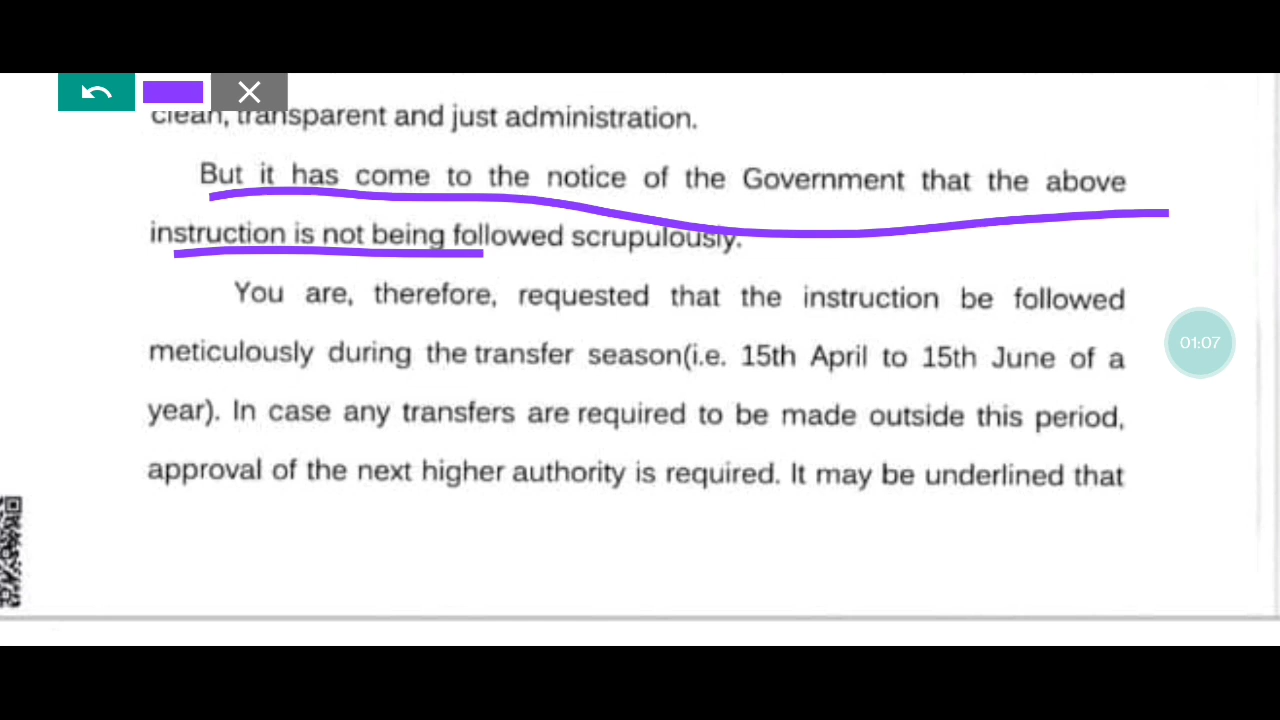 clean, transparent and just administration.
But it has come to the notice of the Government that the above
instruction is not being followed scrupulously.
You are, therefore, requested that the instruction be followed
meticulously during the transfer season(i.e. 15th April to 15th June of a
year). In case any transfers are required to be made outside this period,
approval of the next higher authority is required. It may be underlined that
01:07